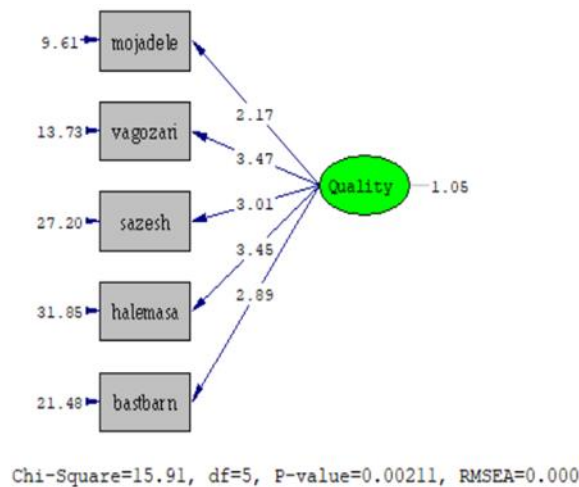 9.61 mojadele
2.17
13.73 vagozari
3.47
Quality 1.05
27.20 sazesh
3.01
3.45
31.85 halemasa
2.89
21.48 bastbarn
Chi-Square=15.91, df=5, P-value=0.00211, RMSEA=0.000